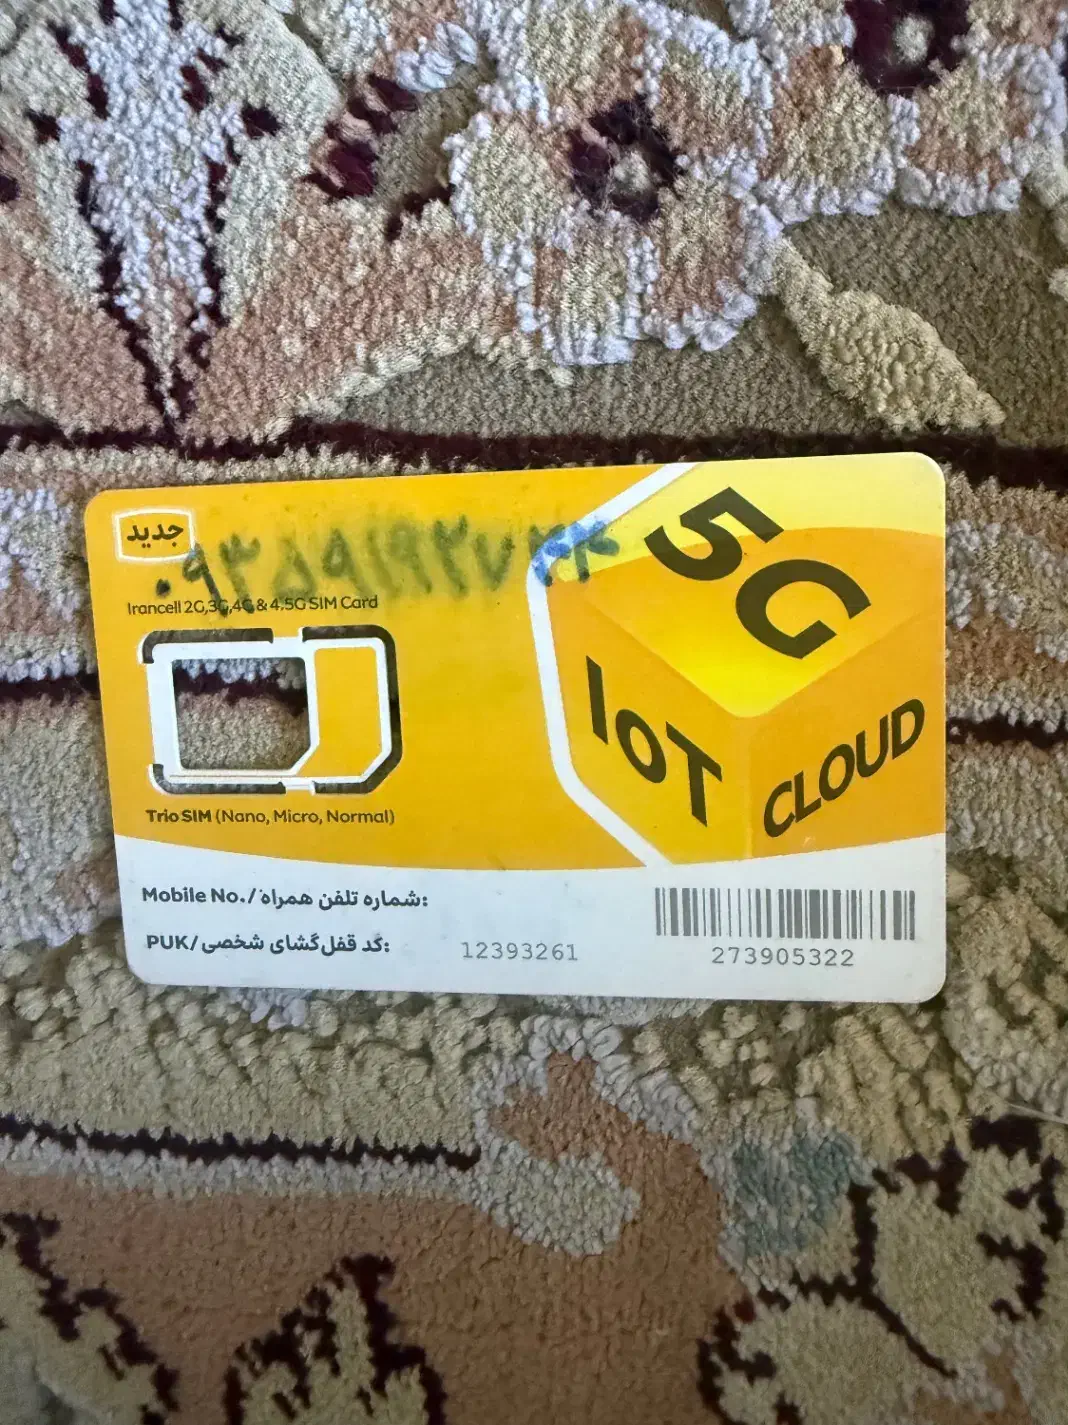 جدید
۰۹۳۵۹۱۹۲۷۴۴
Irancell 2G,3G,4G & 4.5G SIM Card
Trio SIM (Nano, Micro, Normal)
5G
IoT
CLOUD
Mobile No./شماره تلفن همراه:
PUK/کد قفل‌گشای شخصی: 12393261
273905322